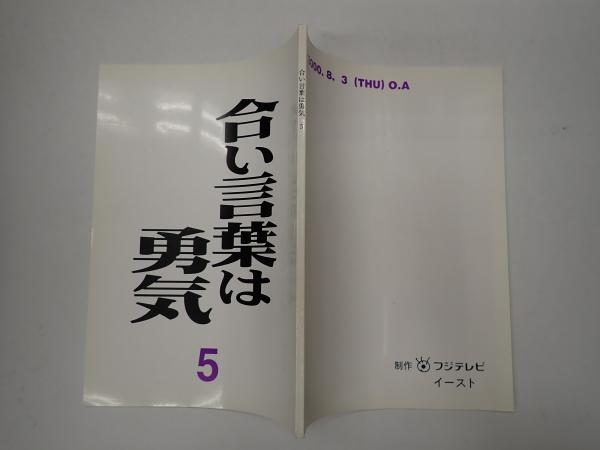 合い言葉は
勇気
5
合い言葉は勇気 5
2000. 8. 3 (THU) O.A
制作 フジテレビ
イースト